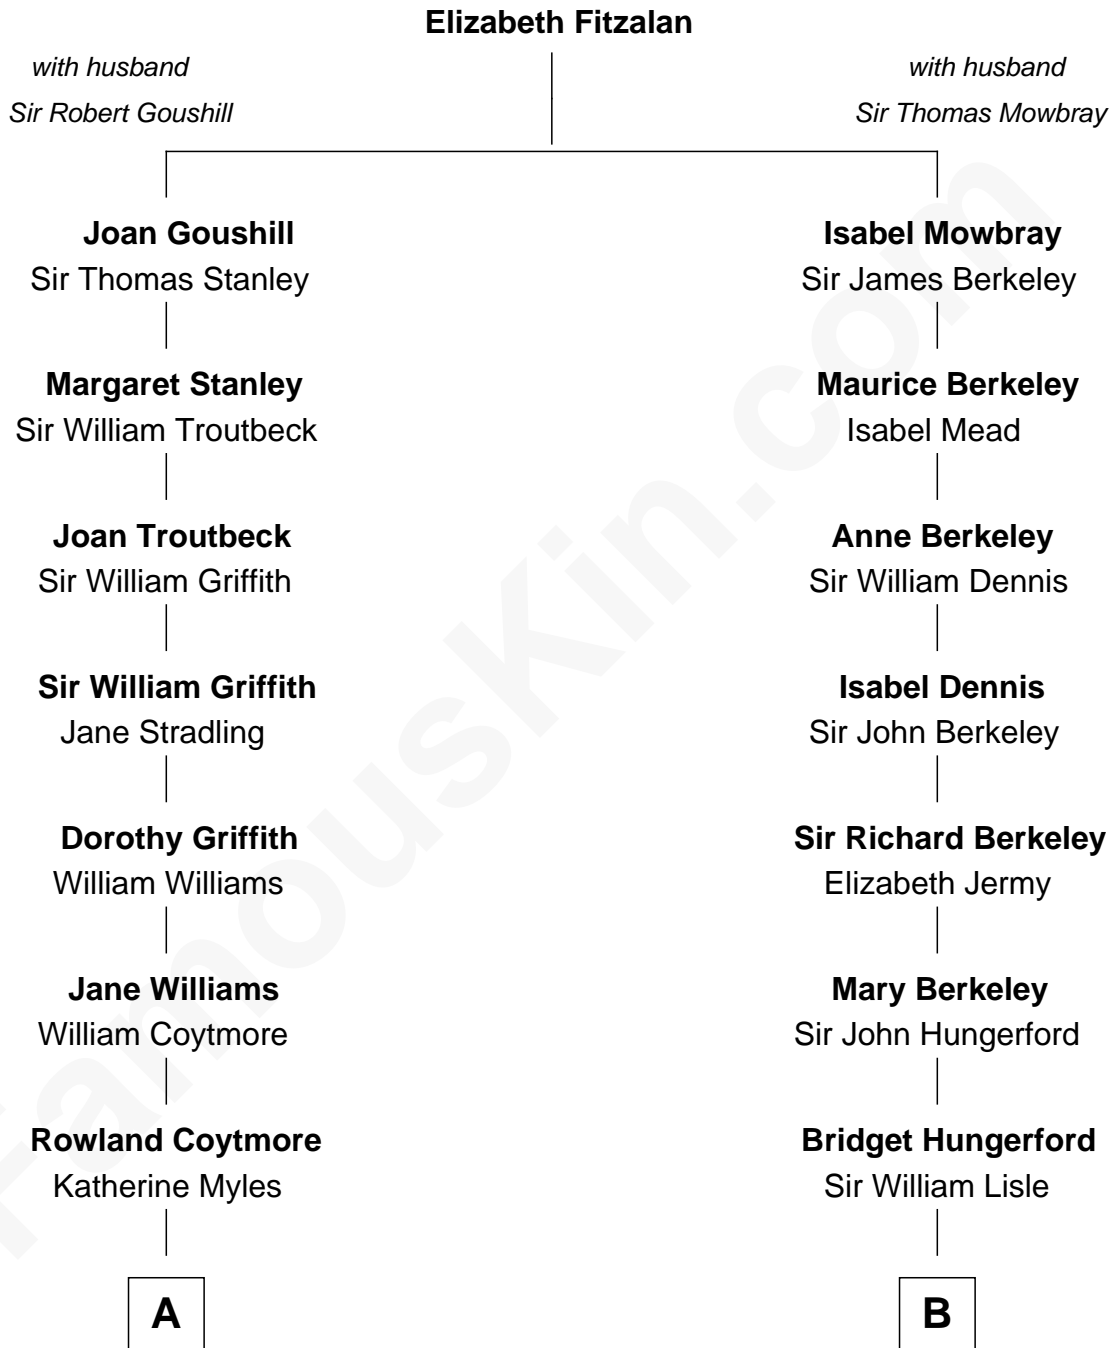 Elizabeth Fitzalan
with husband
Sir Robert Goushill
with husband
Sir Thomas Mowbray
Joan Goushill
Sir Thomas Stanley
Margaret Stanley
Sir William Troutbeck
Joan Troutbeck
Sir William Griffith
Sir William Griffith
Jane Stradling
Dorothy Griffith
William Williams
Jane Williams
William Coytmore
Rowland Coytmore
Katherine Myles
A
Isabel Mowbray
Sir James Berkeley
Maurice Berkeley
Isabel Mead
Anne Berkeley
Sir William Dennis
Isabel Dennis
Sir John Berkeley
Sir Richard Berkeley
Elizabeth Jermy
Mary Berkeley
Sir John Hungerford
Bridget Hungerford
Sir William Lisle
B
FamousKin.com